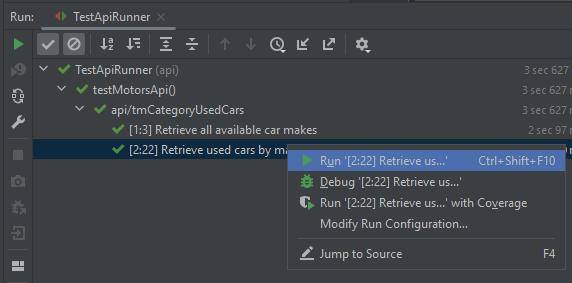 Run: TestApiRunner
TestApiRunner (api) 3 sec 627
testMotorsApi() 3 sec 627
api/tmCategoryUsedCars 3 sec 627
[1:3] Retrieve all available car makes 2 sec 97
[2:22] Retrieve used cars by
Run '[2:22] Retrieve us...' Ctrl+Shift+F10
Debug '[2:22] Retrieve us...'
Run '[2:22] Retrieve us...' with Coverage
Modify Run Configuration...
Jump to Source F4